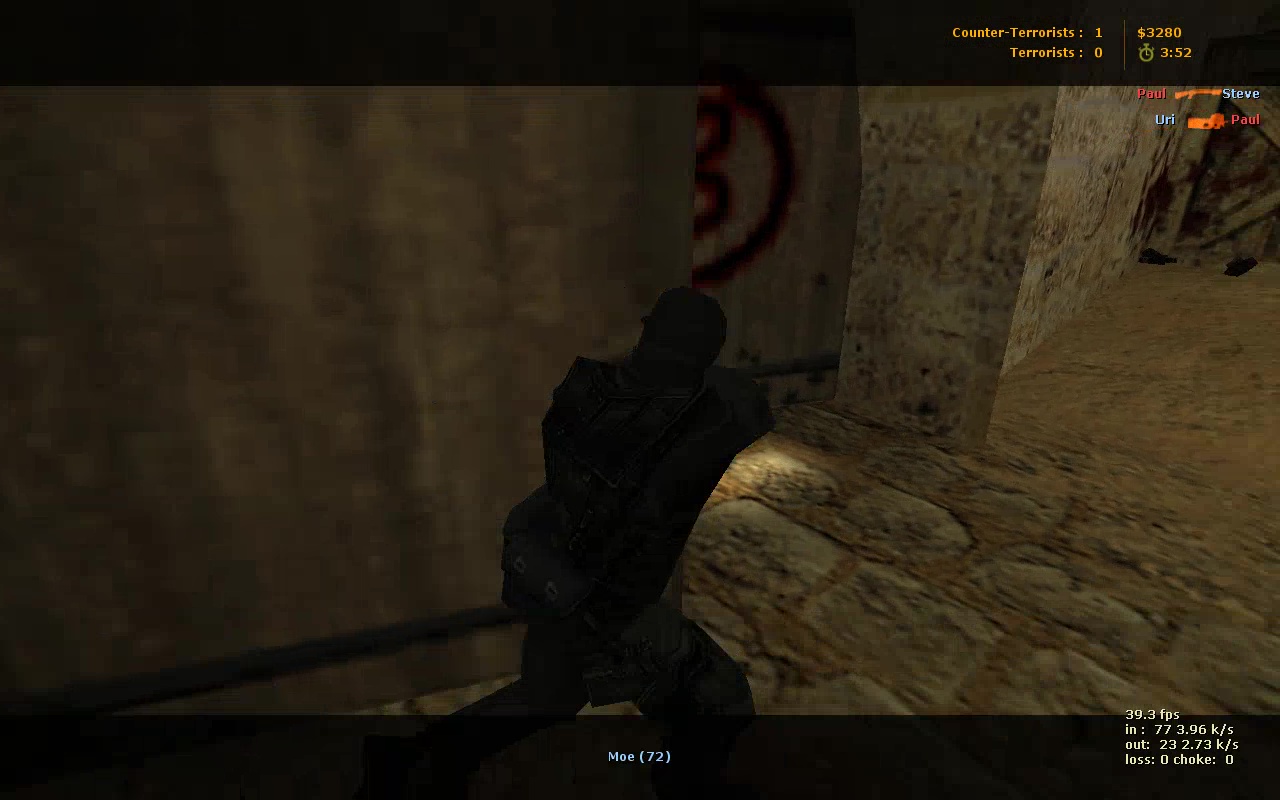 Counter-Terrorists : 1 $3280
Terrorists : 0 3:52
Paul Steve
Uri Paul
39.3 fps
in : 77 3.96 k/s
out: 23 2.73 k/s
loss: 0 choke: 0
Moe (72)